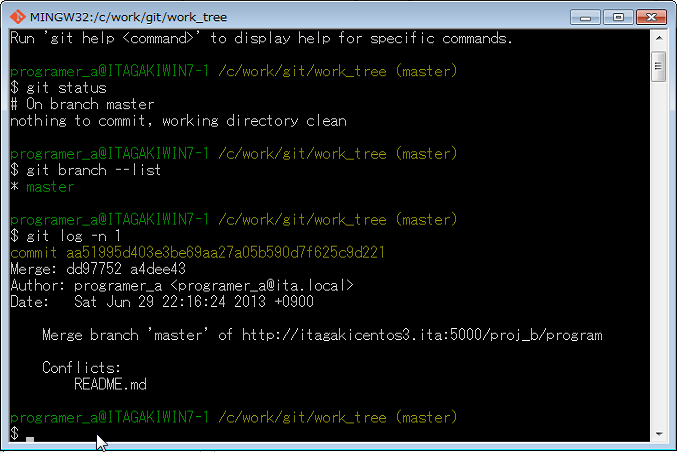 MINGW32:/c/work/git/work_tree
Run 'git help <command>' to display help for specific commands.
programer_a@ITAGAKIWIN7-1 /c/work/git/work_tree (master)
$ git status
# On branch master
nothing to commit, working directory clean
programer_a@ITAGAKIWIN7-1 /c/work/git/work_tree (master)
$ git branch --list
* master
programer_a@ITAGAKIWIN7-1 /c/work/git/work_tree (master)
$ git log -n 1
commit aa51995d403e3be69aa27a05b590d7f625c9d221
Merge: dd97752 a4dee43
Author: programer_a <programer_a@ita.local>
Date:   Sat Jun 29 22:16:24 2013 +0900
    Merge branch 'master' of http://itagakicentos3.ita:5000/proj_b/program
    Conflicts:
        README.md
programer_a@ITAGAKIWIN7-1 /c/work/git/work_tree (master)
$